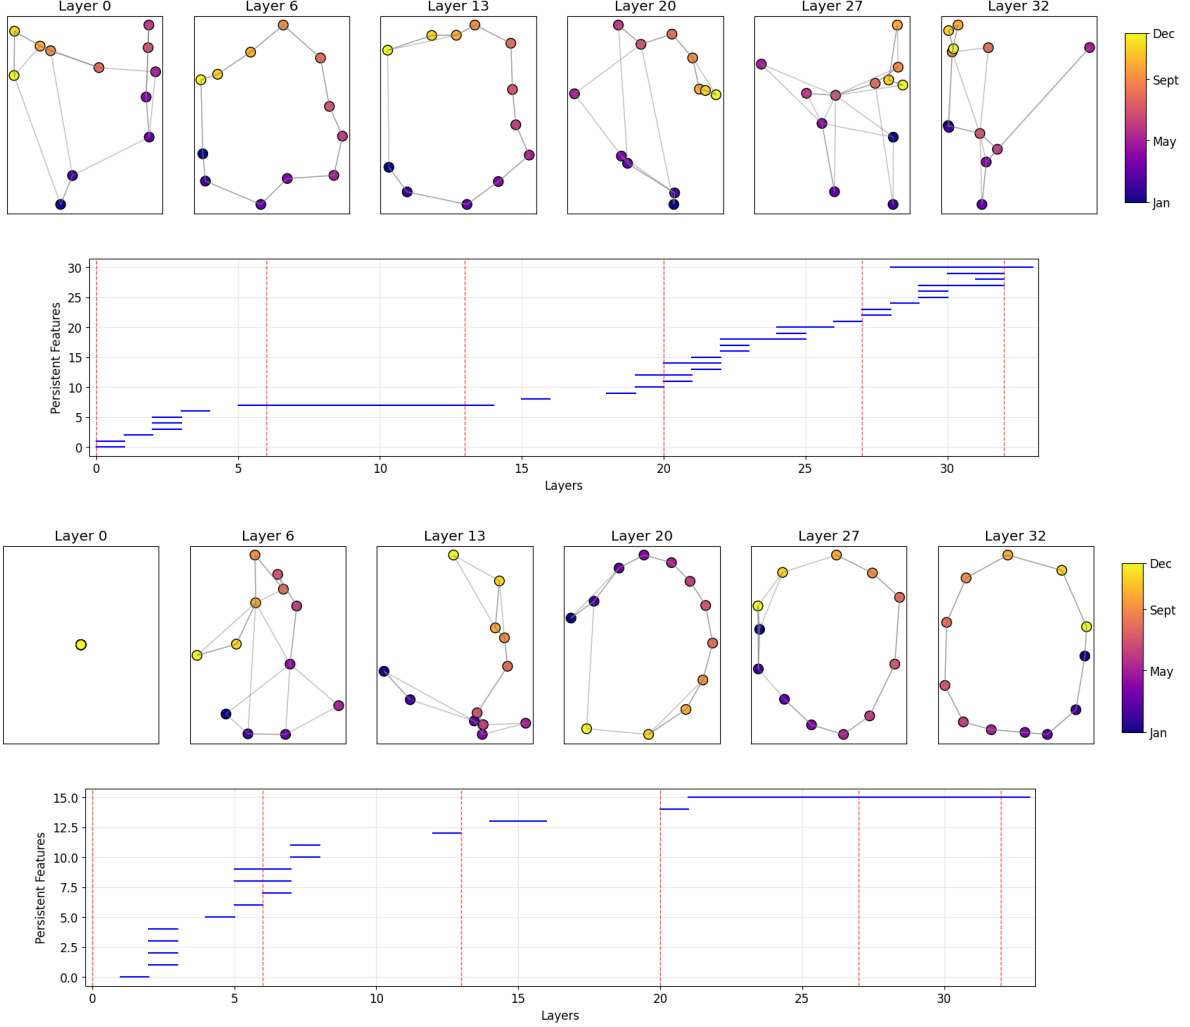 Layer 0 Layer 6 Layer 13 Layer 20 Layer 27 Layer 32
Dec
Sept
May
Jan
Persistent Features
30
25
20
15
10
5
0
0 5 10 15 20 25 30
Layers
Layer 0 Layer 6 Layer 13 Layer 20 Layer 27 Layer 32
Dec
Sept
May
Jan
Persistent Features
15.0
12.5
10.0
7.5
5.0
2.5
0.0
0 5 10 15 20 25 30
Layers